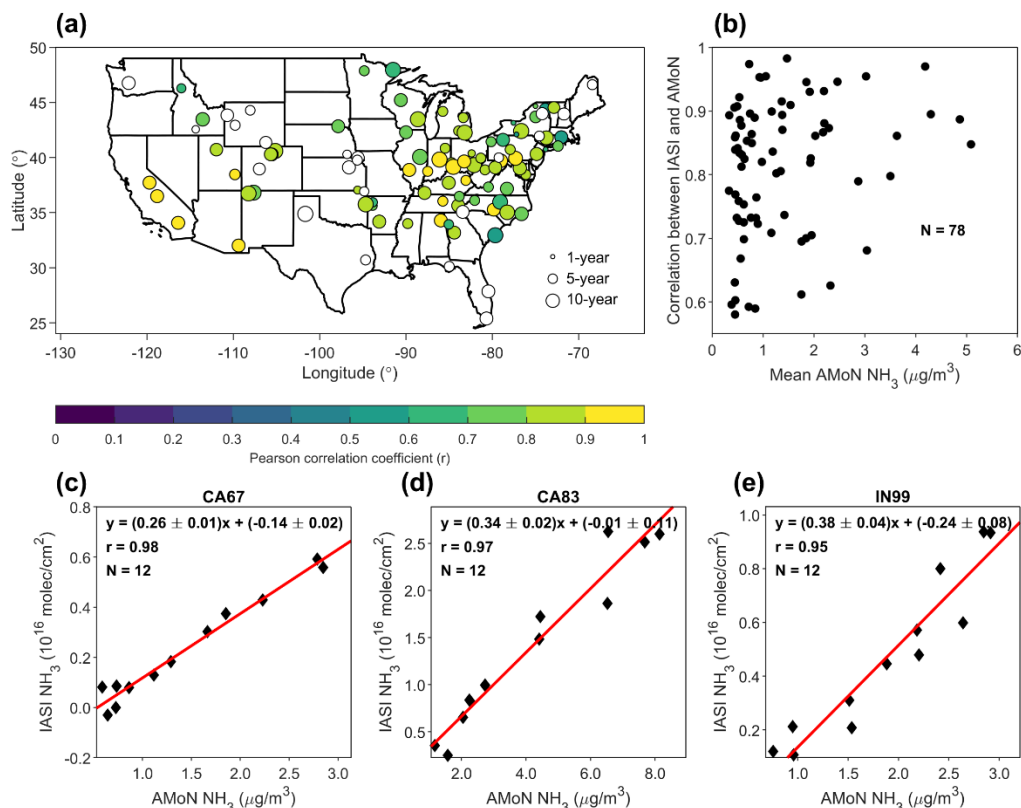 (a)
50
45
40
35
30
25
Latitude (°)
1-year
5-year
10-year
-130 -120 -110 -100 -90 -80 -70
Longitude (°)
0 0.1 0.2 0.3 0.4 0.5 0.6 0.7 0.8 0.9 1
Pearson correlation coefficient (r)
(b)
Correlation between IASI and AMoN
0.9
0.8
0.7
0.6
N = 78
0 1 2 3 4 5 6
Mean AMoN NH₃ (μg/m³)
(c)
CA67
y = (0.26 ± 0.01)x + (-0.14 ± 0.02)
r = 0.98
N = 12
0.8
0.6
0.4
0.2
0.0
-0.2
IASI NH₃ (10¹⁶ molec/cm²)
1.0 1.5 2.0 2.5 3.0
AMoN NH₃ (μg/m³)
(d)
CA83
y = (0.34 ± 0.02)x + (-0.01 ± 0.11)
r = 0.97
N = 12
2.5
2.0
1.5
1.0
0.5
IASI NH₃ (10¹⁶ molec/cm²)
2.0 4.0 6.0 8.0
AMoN NH₃ (μg/m³)
(e)
IN99
y = (0.38 ± 0.04)x + (-0.24 ± 0.08)
r = 0.95
N = 12
1.0
0.8
0.6
0.4
0.2
IASI NH₃ (10¹⁶ molec/cm²)
1.0 1.5 2.0 2.5 3.0
AMoN NH₃ (μg/m³)